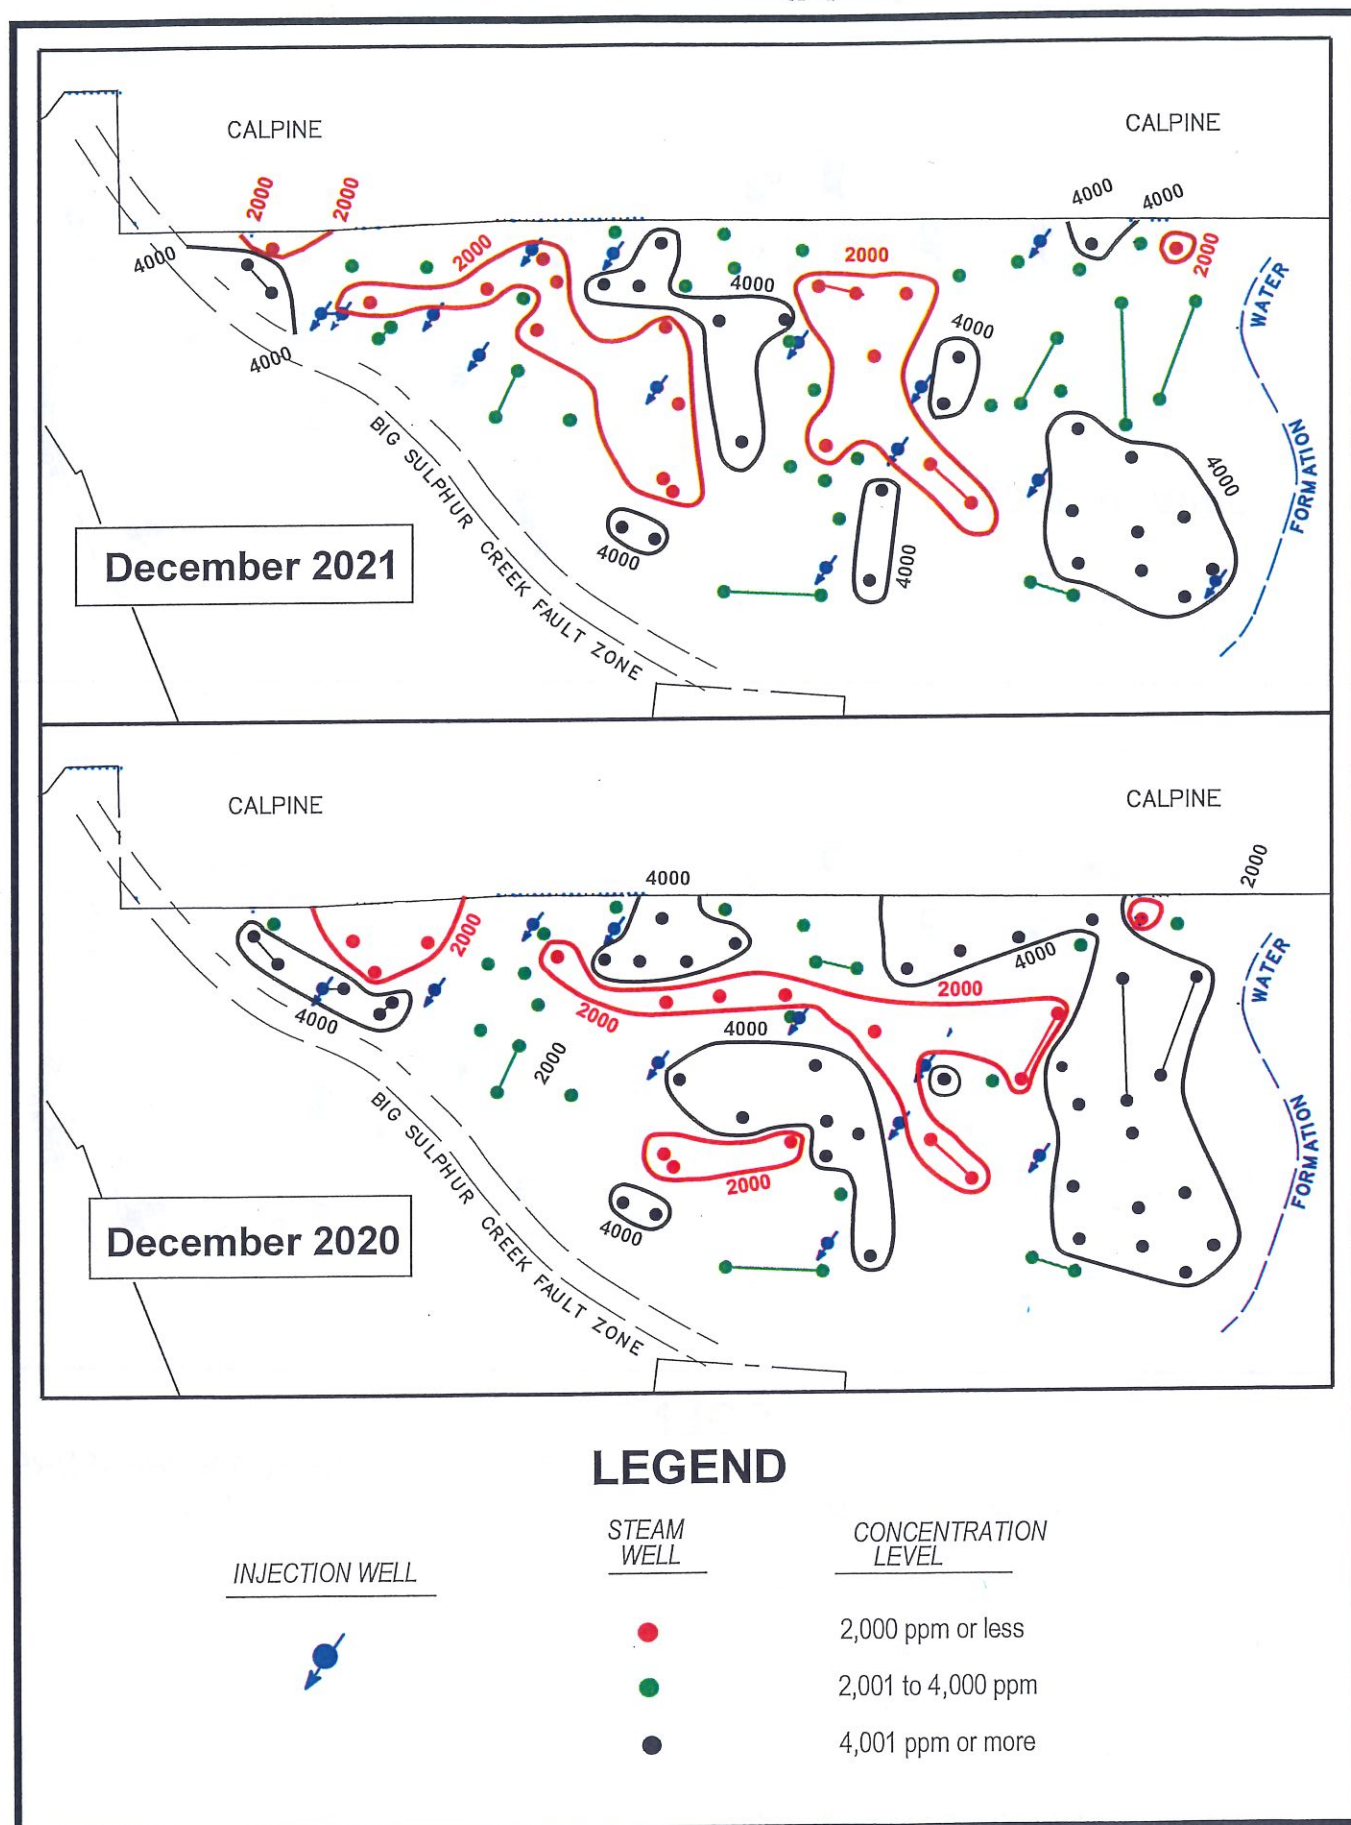 CALPINE
CALPINE
2000
2000
4000
4000
4000
2000
4000
2000
2000
4000
4000
4000
WATER
FORMATION
4000
4000
4000
BIG SULPHUR CREEK FAULT ZONE
December 2021
CALPINE
CALPINE
4000
2000
2000
4000
2000
WATER
4000
2000
2000
4000
2000
FORMATION
2000
4000
BIG SULPHUR CREEK FAULT ZONE
December 2020
LEGEND
INJECTION WELL
STEAM
WELL
CONCENTRATION
LEVEL
2,000 ppm or less
2,001 to 4,000 ppm
4,001 ppm or more